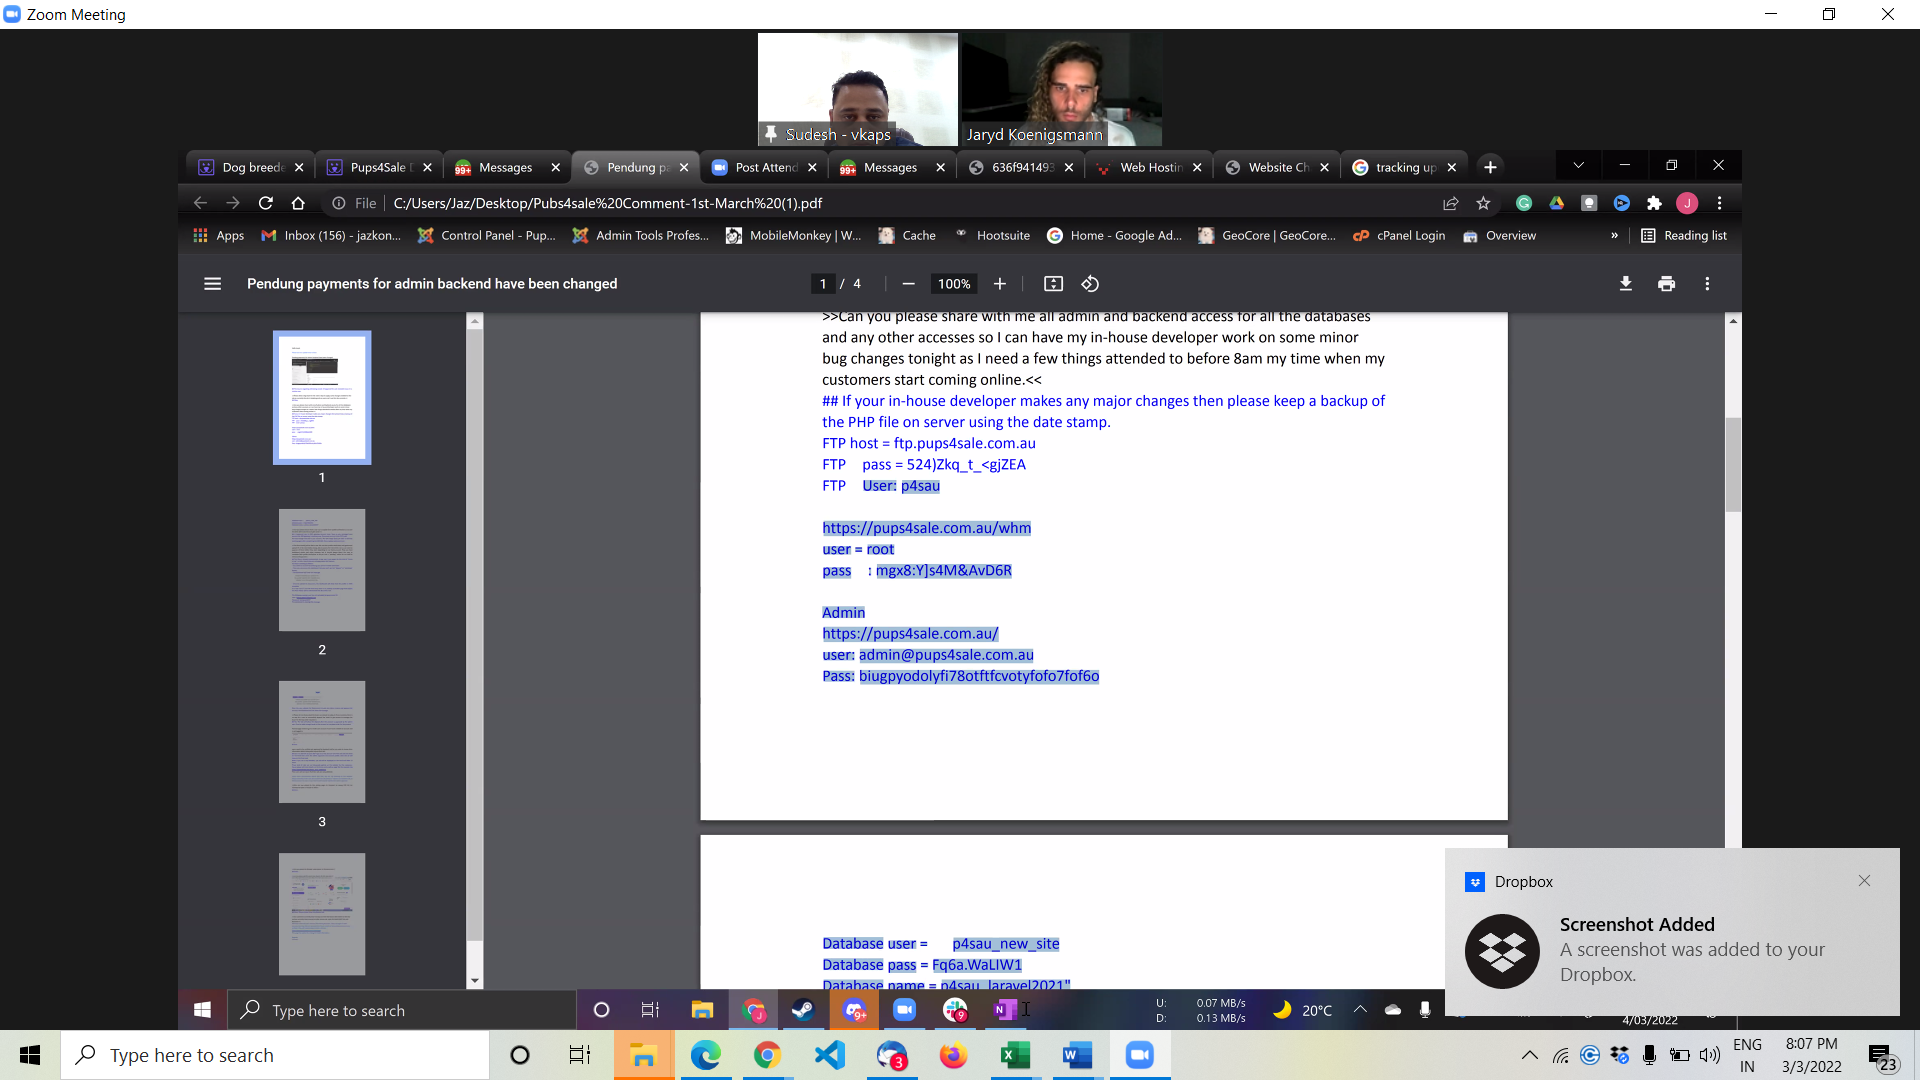 Zoom Meeting
Sudesh - vkaps
Jaryd Koenigsmann
Dog breede
Pups4Sale D
Messages
Pendung pa
Post Attend
Messages
636f941493
Web Hostin
Website Ch
tracking up
File
C:/Users/Jaz/Desktop/Pubs4sale%20Comment-1st-March%20(1).pdf
Apps
Inbox (156) - jazkon...
Control Panel - Pup...
Admin Tools Profes...
MobileMonkey | W...
Cache
Hootsuite
Home - Google Ad...
GeoCore | GeoCore...
cPanel Login
Overview
»
Reading list
Pendung payments for admin backend have been changed
1 / 4
100%
>>Can you please share with me all admin and backend access for all the databases
and any other accesses so I can have my in-house developer work on some minor
bug changes tonight as I need a few things attended to before 8am my time when my
customers start coming online.<<
## If your in-house developer makes any major changes then please keep a backup of
the PHP file on server using the date stamp.
FTP host = ftp.pups4sale.com.au
FTP pass = 524)Zkq_t_<gjZEA
FTP User: p4sau
https://pups4sale.com.au/whm
user = root
pass : mgx8:Y]s4M&AvD6R
Admin
https://pups4sale.com.au/
user: admin@pups4sale.com.au
Pass: biugpyodolyfi78otftfcvotyfofo7fof6o
Database user = p4sau_new_site
Database pass = Fq6a.WaLIW1
Database name = p4sau_laravel2021"
1
2
3
Dropbox
Screenshot Added
A screenshot was added to your
Dropbox.
Type here to search
U: 0.07 MB/s
D: 0.13 MB/s
20°C
4/03/2022
Type here to search
ENG
IN
8:07 PM
3/3/2022
23